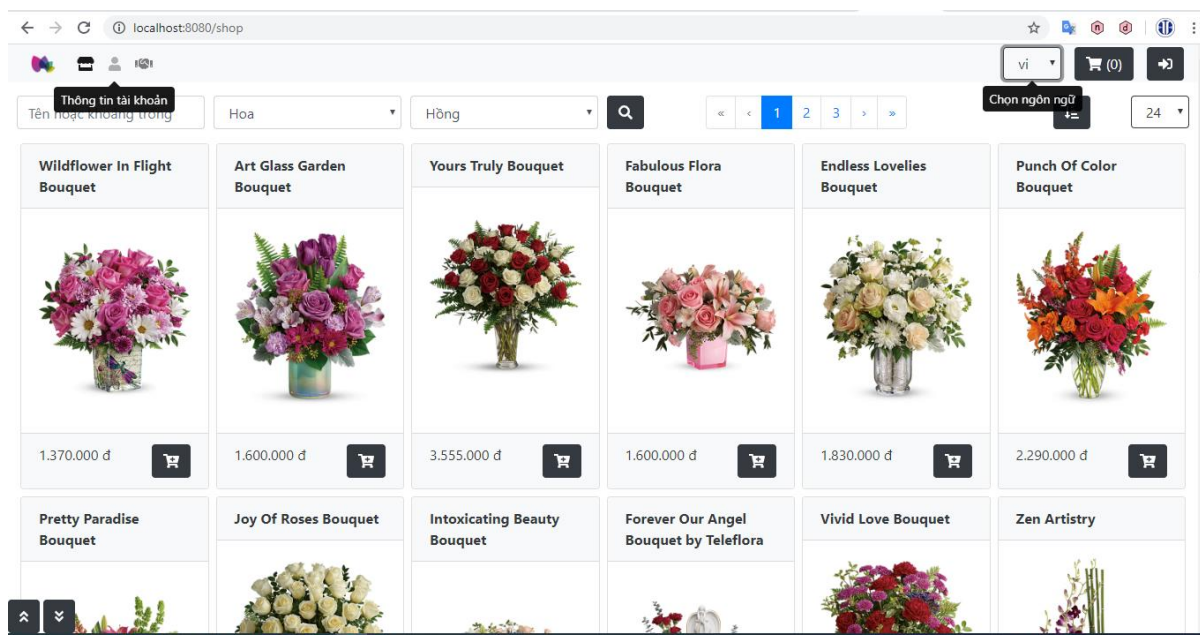 localhost:8080/shop
vi
(0)
Thông tin tài khoản
Chọn ngôn ngữ
Tên hoặc khoảng trống
Hoa
Hồng
« ‹ 1 2 3 › »
24
Wildflower In Flight
Bouquet
Art Glass Garden
Bouquet
Yours Truly Bouquet
Fabulous Flora
Bouquet
Endless Lovelies
Bouquet
Punch Of Color
Bouquet
1.370.000 đ
1.600.000 đ
3.555.000 đ
1.600.000 đ
1.830.000 đ
2.290.000 đ
Pretty Paradise
Bouquet
Joy Of Roses Bouquet
Intoxicating Beauty
Bouquet
Forever Our Angel
Bouquet by Teleflora
Vivid Love Bouquet
Zen Artistry